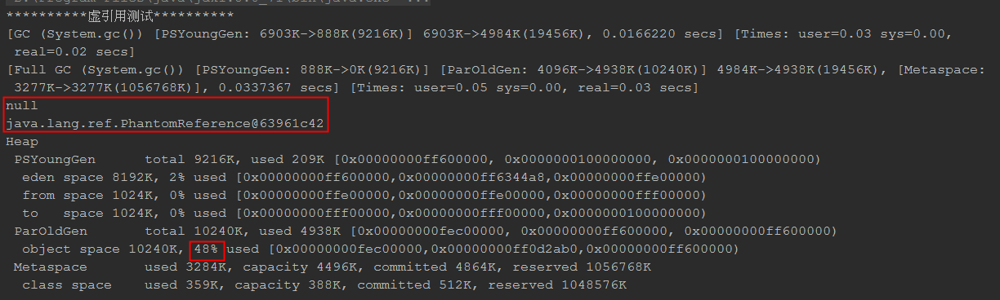 **********虚引用测试**********
[GC (System.gc()) [PSYoungGen: 6903K->888K(9216K)] 6903K->4984K(19456K), 0.0166220 secs] [Times: user=0.03 sys=0.00,
real=0.02 secs]
[Full GC (System.gc()) [PSYoungGen: 888K->0K(9216K)] [ParOldGen: 4096K->4938K(10240K)] 4984K->4938K(19456K), [Metaspace:
3277K->3277K(1056768K)], 0.0337367 secs] [Times: user=0.05 sys=0.00, real=0.03 secs]
null
java.lang.ref.PhantomReference@63961c42
Heap
PSYoungGen total 9216K, used 209K [0x00000000ff600000, 0x0000000100000000, 0x0000000100000000)
eden space 8192K, 2% used [0x00000000ff600000,0x00000000ff6344a8,0x00000000ffe00000)
from space 1024K, 0% used [0x00000000ffe00000,0x00000000ffe00000,0x00000000fff00000)
to space 1024K, 0% used [0x00000000fff00000,0x00000000fff00000,0x0000000100000000)
ParOldGen total 10240K, used 4938K [0x00000000fec00000, 0x00000000ff600000, 0x00000000ff600000)
object space 10240K, 48% used [0x00000000fec00000,0x00000000ff0d2ab0,0x00000000ff600000)
Metaspace used 3284K, capacity 4496K, committed 4864K, reserved 1056768K
class space used 359K, capacity 388K, committed 512K, reserved 1048576K